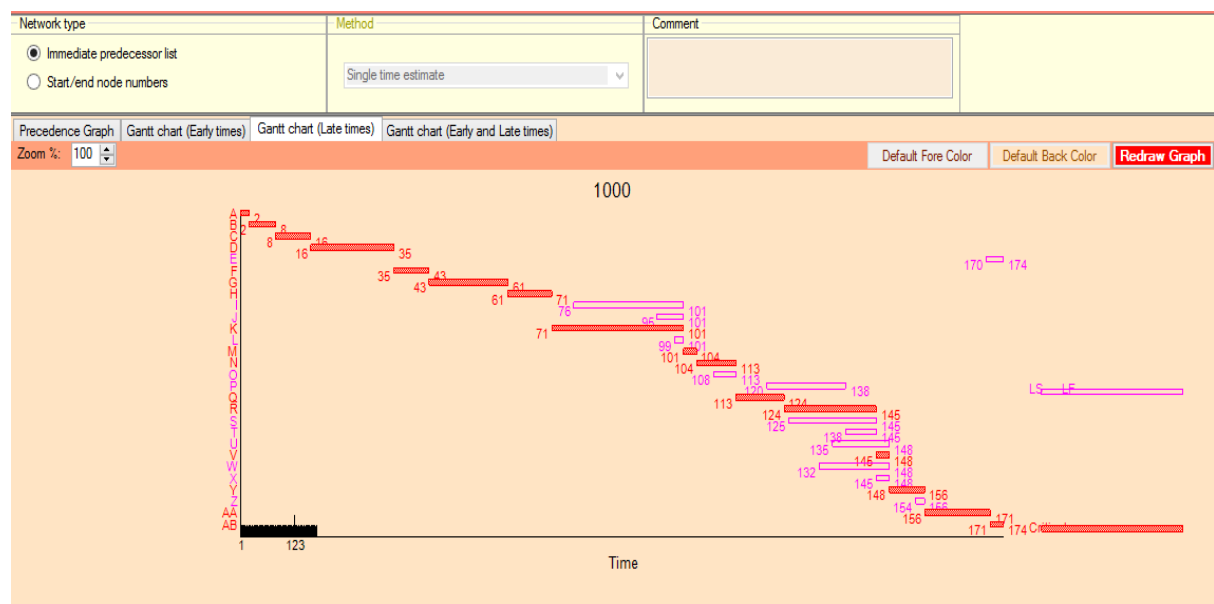 Network type
Method
Comment
Immediate predecessor list
Start/end node numbers
Single time estimate
Precedence Graph
Gantt chart (Early times)
Gantt chart (Late times)
Gantt chart (Early and Late times)
Zoom %: 100
Default Fore Color
Default Back Color
Redraw Graph
1000
A 2
B 2 8
C 8 16
D 16 35
E 170 174
F 35 43
G 43 61
H 61 71
I 76 101
J 95 101
K 71 101
L 99 101
M 101 104
N 104 113
O 108 113
P 120 138 LS LF
Q 113 124
R 124 145
S 125 145
T 138 145
U 135 148
V 145 148
W 132 148
X 145 148
Y 148 156
Z 154 156
AA 156 171
AB 171 174
1 123
Time